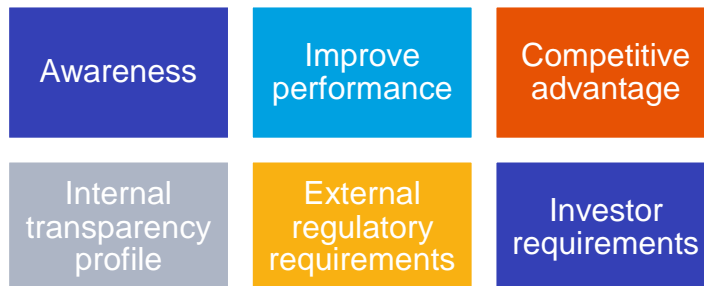 Awareness
Improve
performance
Competitive
advantage
Internal
transparency
profile
External
regulatory
requirements
Investor
requirements